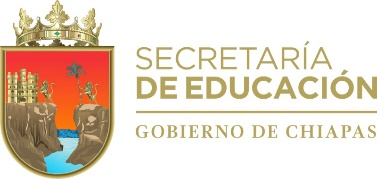 SECRETARÍA
DE EDUCACIÓN
GOBIERNO DE CHIAPAS